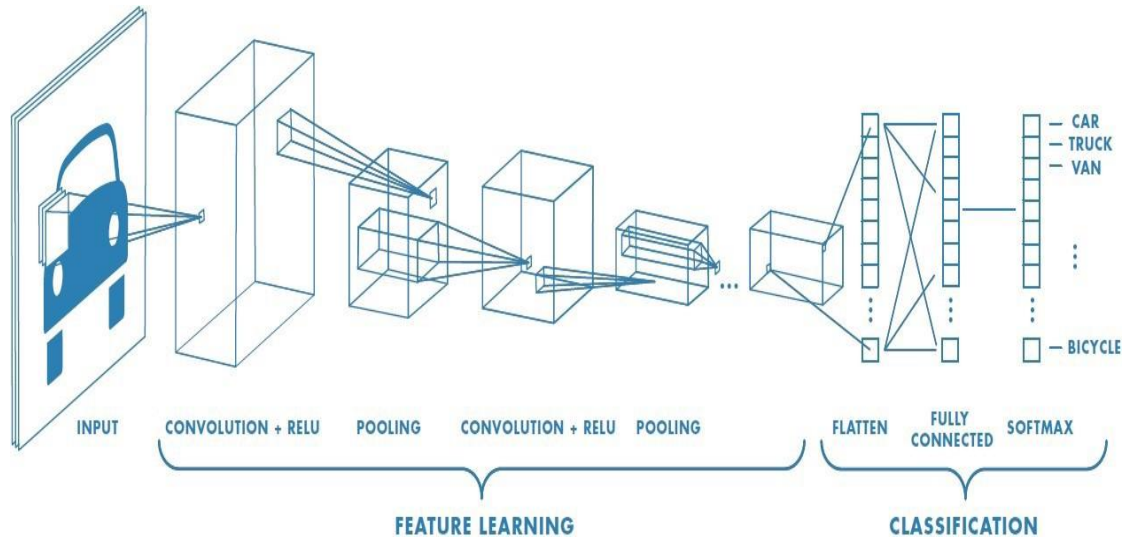 CAR
TRUCK
VAN
BICYCLE
INPUT
CONVOLUTION + RELU
POOLING
CONVOLUTION + RELU
POOLING
FLATTEN
FULLY
CONNECTED
SOFTMAX
FEATURE LEARNING
CLASSIFICATION